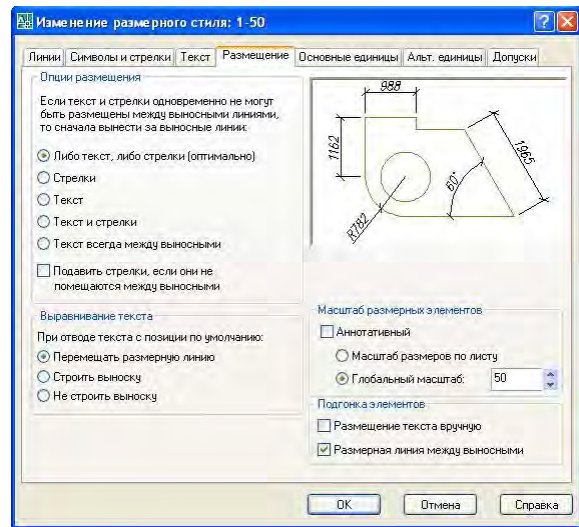 Изменение размерного стиля: 1-50
Линии
Символы и стрелки
Текст
Размещение
Основные единицы
Альт. единицы
Допуски
Опции размещения
Если текст и стрелки одновременно не могут
быть размещены между выносными линиями,
то сначала вынести за выносные линии:
Либо текст, либо стрелки (оптимально)
Стрелки
Текст
Текст и стрелки
Текст всегда между выносными
Подавить стрелки, если они не
помещаются между выносными
Выравнивание текста
При отводе текста с позиции по умолчанию:
Перемещать размерную линию
Строить выноску
Не строить выноску
988
1162
1965
60°
R782
Масштаб размерных элементов
Аннотативный
Масштаб размеров по листу
Глобальный масштаб:
50
Подгонка элементов
Размещение текста вручную
Размерная линия между выносными
OK
Отмена
Справка